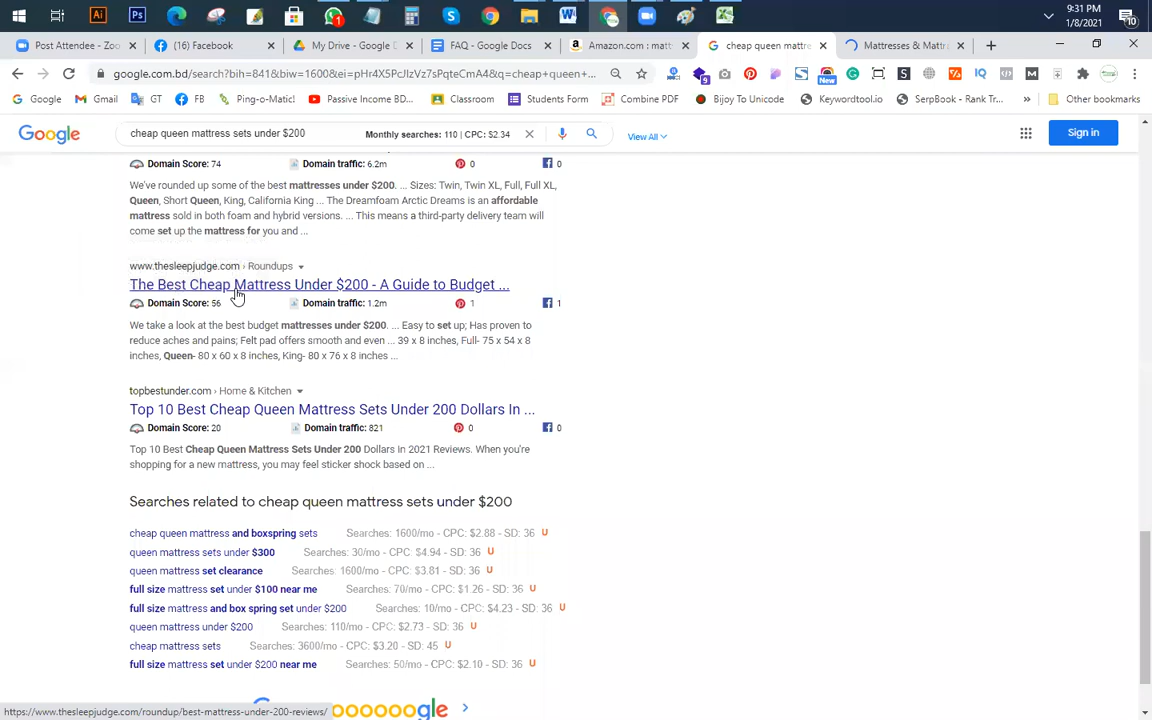 9:31 PM
1/8/2021
10
Post Attendee - Zoo
(16) Facebook
My Drive - Google D
FAQ - Google Docs
Amazon.com : matt
cheap queen mattre
Mattresses & Mattr
google.com.bd/search?bih=841&biw=1600&ei=pHr4X5PcJIzVz7sPqteCmA4&q=cheap+queen+...
Google
Gmail
GT
FB
Ping-o-Matic!
Passive Income BD...
Classroom
Students Form
Combine PDF
Bijoy To Unicode
Keywordtool.io
SerpBook - Rank Tr...
Other bookmarks
Google
cheap queen mattress sets under $200
Monthly searches: 110 | CPC: $2.34
View All
Sign in
Domain Score: 74 Domain traffic: 6.2m 0 0
We've rounded up some of the best mattresses under $200. ... Sizes: Twin, Twin XL, Full, Full XL,
Queen, Short Queen, King, California King ... The Dreamfoam Arctic Dreams is an affordable
mattress sold in both foam and hybrid versions. ... This means a third-party delivery team will
come set up the mattress for you and ...
www.thesleepjudge.com › Roundups
The Best Cheap Mattress Under $200 - A Guide to Budget ...
Domain Score: 56 Domain traffic: 1.2m 1 1
We take a look at the best budget mattresses under $200. ... Easy to set up; Has proven to
reduce aches and pains; Felt pad offers smooth and even ... 39 x 8 inches, Full- 75 x 54 x 8
inches, Queen- 80 x 60 x 8 inches, King- 80 x 76 x 8 inches ...
topbestunder.com › Home & Kitchen
Top 10 Best Cheap Queen Mattress Sets Under 200 Dollars In ...
Domain Score: 20 Domain traffic: 821 0 0
Top 10 Best Cheap Queen Mattress Sets Under 200 Dollars In 2021 Reviews. When you're
shopping for a new mattress, you may feel sticker shock based on ...
Searches related to cheap queen mattress sets under $200
cheap queen mattress and boxspring sets Searches: 1600/mo - CPC: $2.88 - SD: 36
queen mattress sets under $300 Searches: 30/mo - CPC: $4.94 - SD: 36
queen mattress set clearance Searches: 1600/mo - CPC: $3.81 - SD: 36
full size mattress set under $100 near me Searches: 70/mo - CPC: $1.26 - SD: 36
full size mattress and box spring set under $200 Searches: 10/mo - CPC: $4.23 - SD: 36
queen mattress under $200 Searches: 110/mo - CPC: $2.73 - SD: 36
cheap mattress sets Searches: 3600/mo - CPC: $3.20 - SD: 45
full size mattress set under $200 near me Searches: 50/mo - CPC: $2.10 - SD: 36
https://www.thesleepjudge.com/roundup/best-mattress-under-200-reviews/